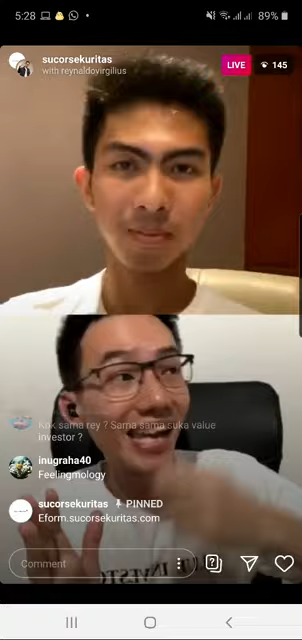 5:28
89%
sucorsekuritas
with reynaldovirgilius
LIVE
145
Kok sama rey ? Sama sama suka value
investor ?
inugraha40
Feelingmology
sucorsekuritas PINNED
Eform.sucorsekuritas.com
Comment